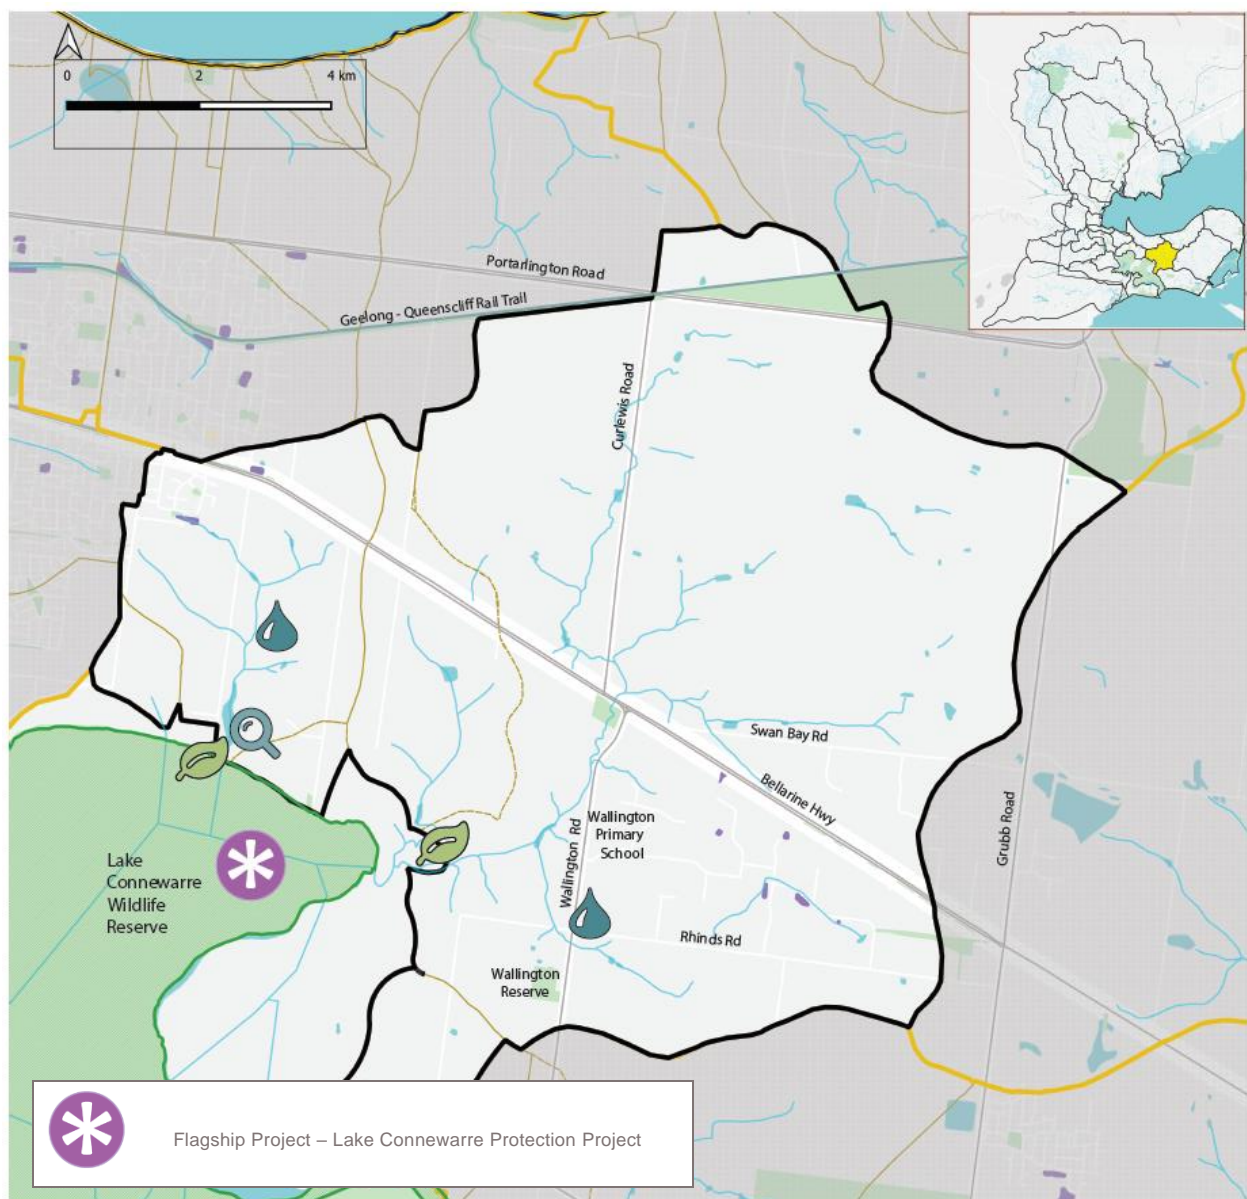 0 2 4 km
Portarlington Road
Geelong - Queenscliff Rail Trail
Curlewis Road
Swan Bay Rd
Bellarine Hwy
Grubb Road
Wallington
Primary
School
Wallington Rd
Lake
Connewarre
Wildlife
Reserve
Rhinds Rd
Wallington
Reserve
Flagship Project – Lake Connewarre Protection Project